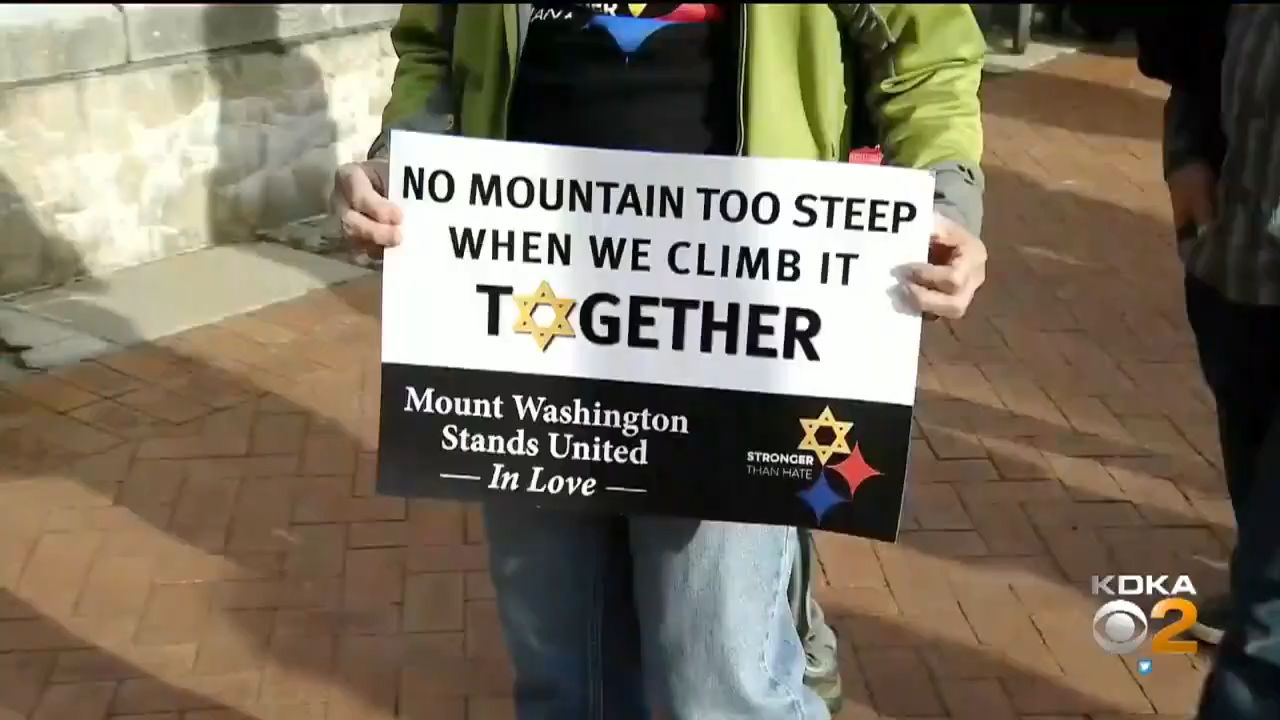 NO MOUNTAIN TOO STEEP
WHEN WE CLIMB IT
TOGETHER
Mount Washington
Stands United
— In Love —
STRONGER
THAN HATE
KDKA
2